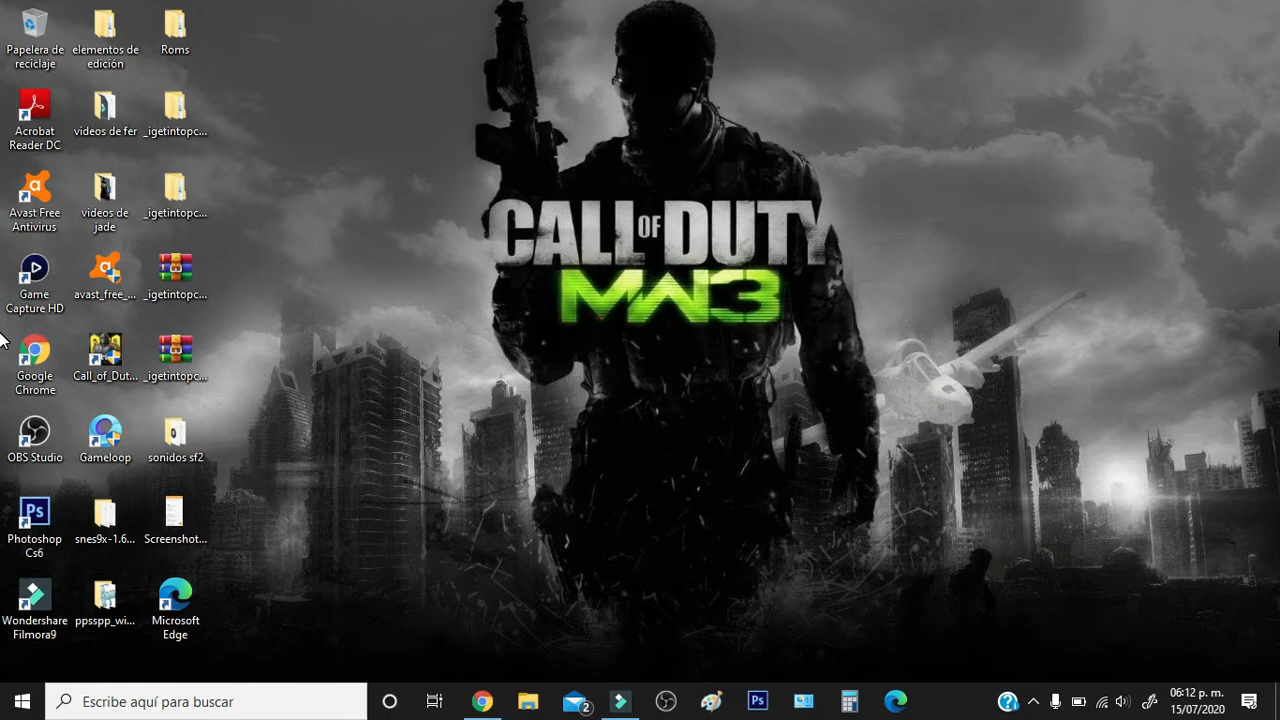 Papelera de
reciclaje
elementos de
edición
Roms
Acrobat
Reader DC
videos de fer
_igetintopc...
Avast Free
Antivirus
videos de
jade
_igetintopc...
Game
Capture HD
avast_free_...
_igetintopc...
Google
Chrome
Call_of_Dut...
_igetintopc...
OBS Studio
Gameloop
sonidos sf2
Ps
Photoshop
Cs6
snes9x-1.6...
Screenshot...
Wondershare
Filmora9
ppsspp_wi...
Microsoft
Edge
CALL OF DUTY
MW3
Escribe aquí para buscar
2
Ps
?
06:12 p. m.
15/07/2020